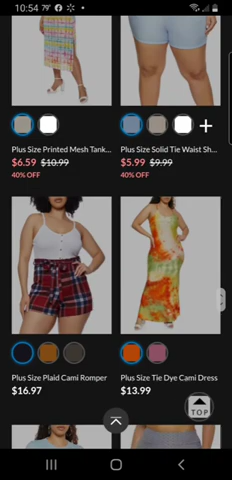 10:54 79°
Plus Size Printed Mesh Tank... Plus Size Solid Tie Waist Sh...
$6.59 $10.99 $5.99 $9.99
40% OFF 40% OFF
Plus Size Plaid Cami Romper Plus Size Tie Dye Cami Dress
$16.97 $13.99
TOP